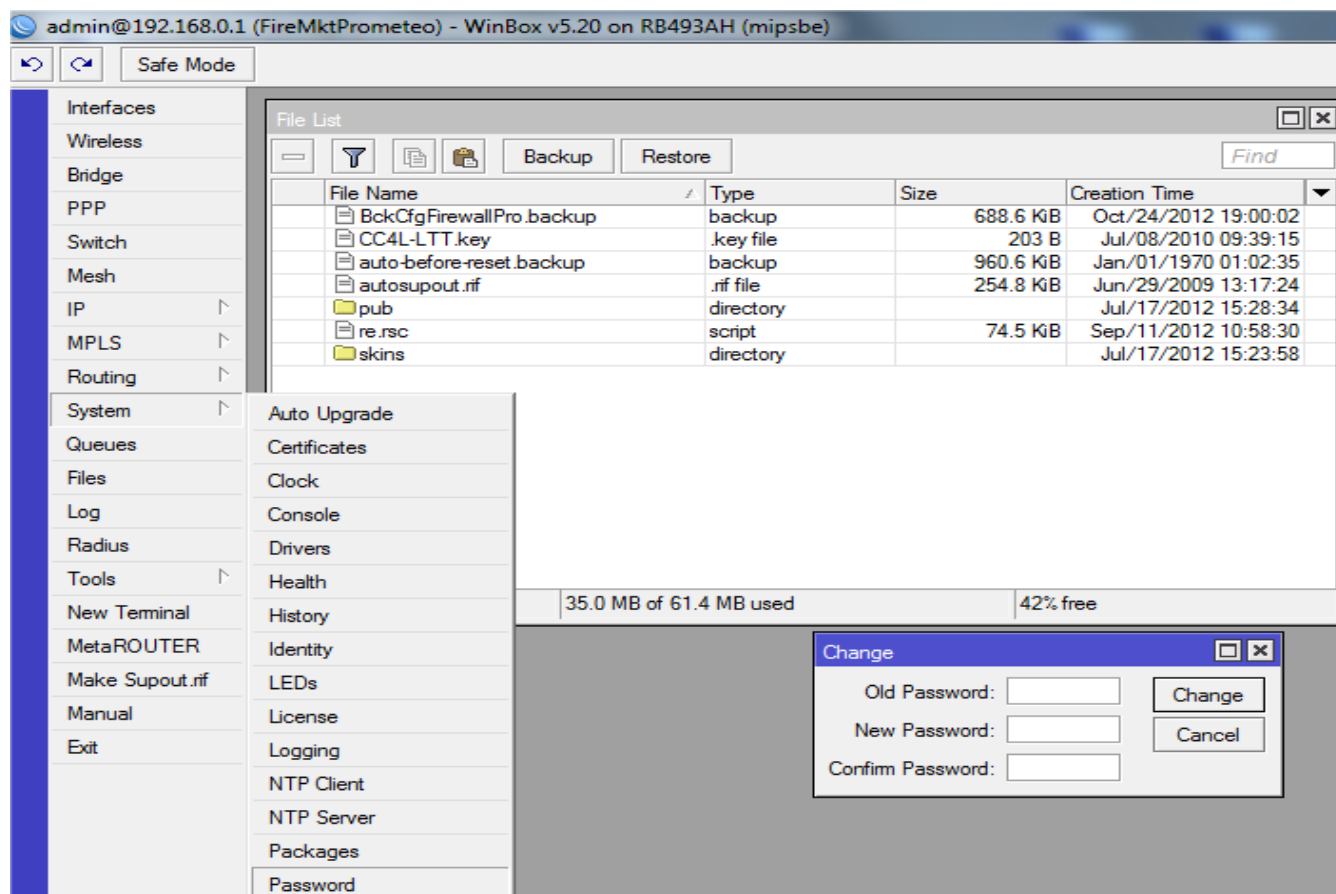 admin@192.168.0.1 (FireMktPrometeo) - WinBox v5.20 on RB493AH (mipsbe)
Safe Mode
Interfaces
Wireless
Bridge
PPP
Switch
Mesh
IP
MPLS
Routing
System
Queues
Files
Log
Radius
Tools
New Terminal
MetaROUTER
Make Supout.rif
Manual
Exit
File List
Backup Restore Find
File Name Type Size Creation Time
BckCfgFirewallPro.backup backup 688.6 KiB Oct/24/2012 19:00:02
CC4L-LTT.key .key file 203 B Jul/08/2010 09:39:15
auto-before-reset.backup backup 960.6 KiB Jan/01/1970 01:02:35
autosupout.rif .rif file 254.8 KiB Jun/29/2009 13:17:24
pub directory Jul/17/2012 15:28:34
re.rsc script 74.5 KiB Sep/11/2012 10:58:30
skins directory Jul/17/2012 15:23:58
35.0 MB of 61.4 MB used 42% free
Auto Upgrade
Certificates
Clock
Console
Drivers
Health
History
Identity
LEDs
License
Logging
NTP Client
NTP Server
Packages
Password
Change
Old Password: Change
New Password: Cancel
Confirm Password: